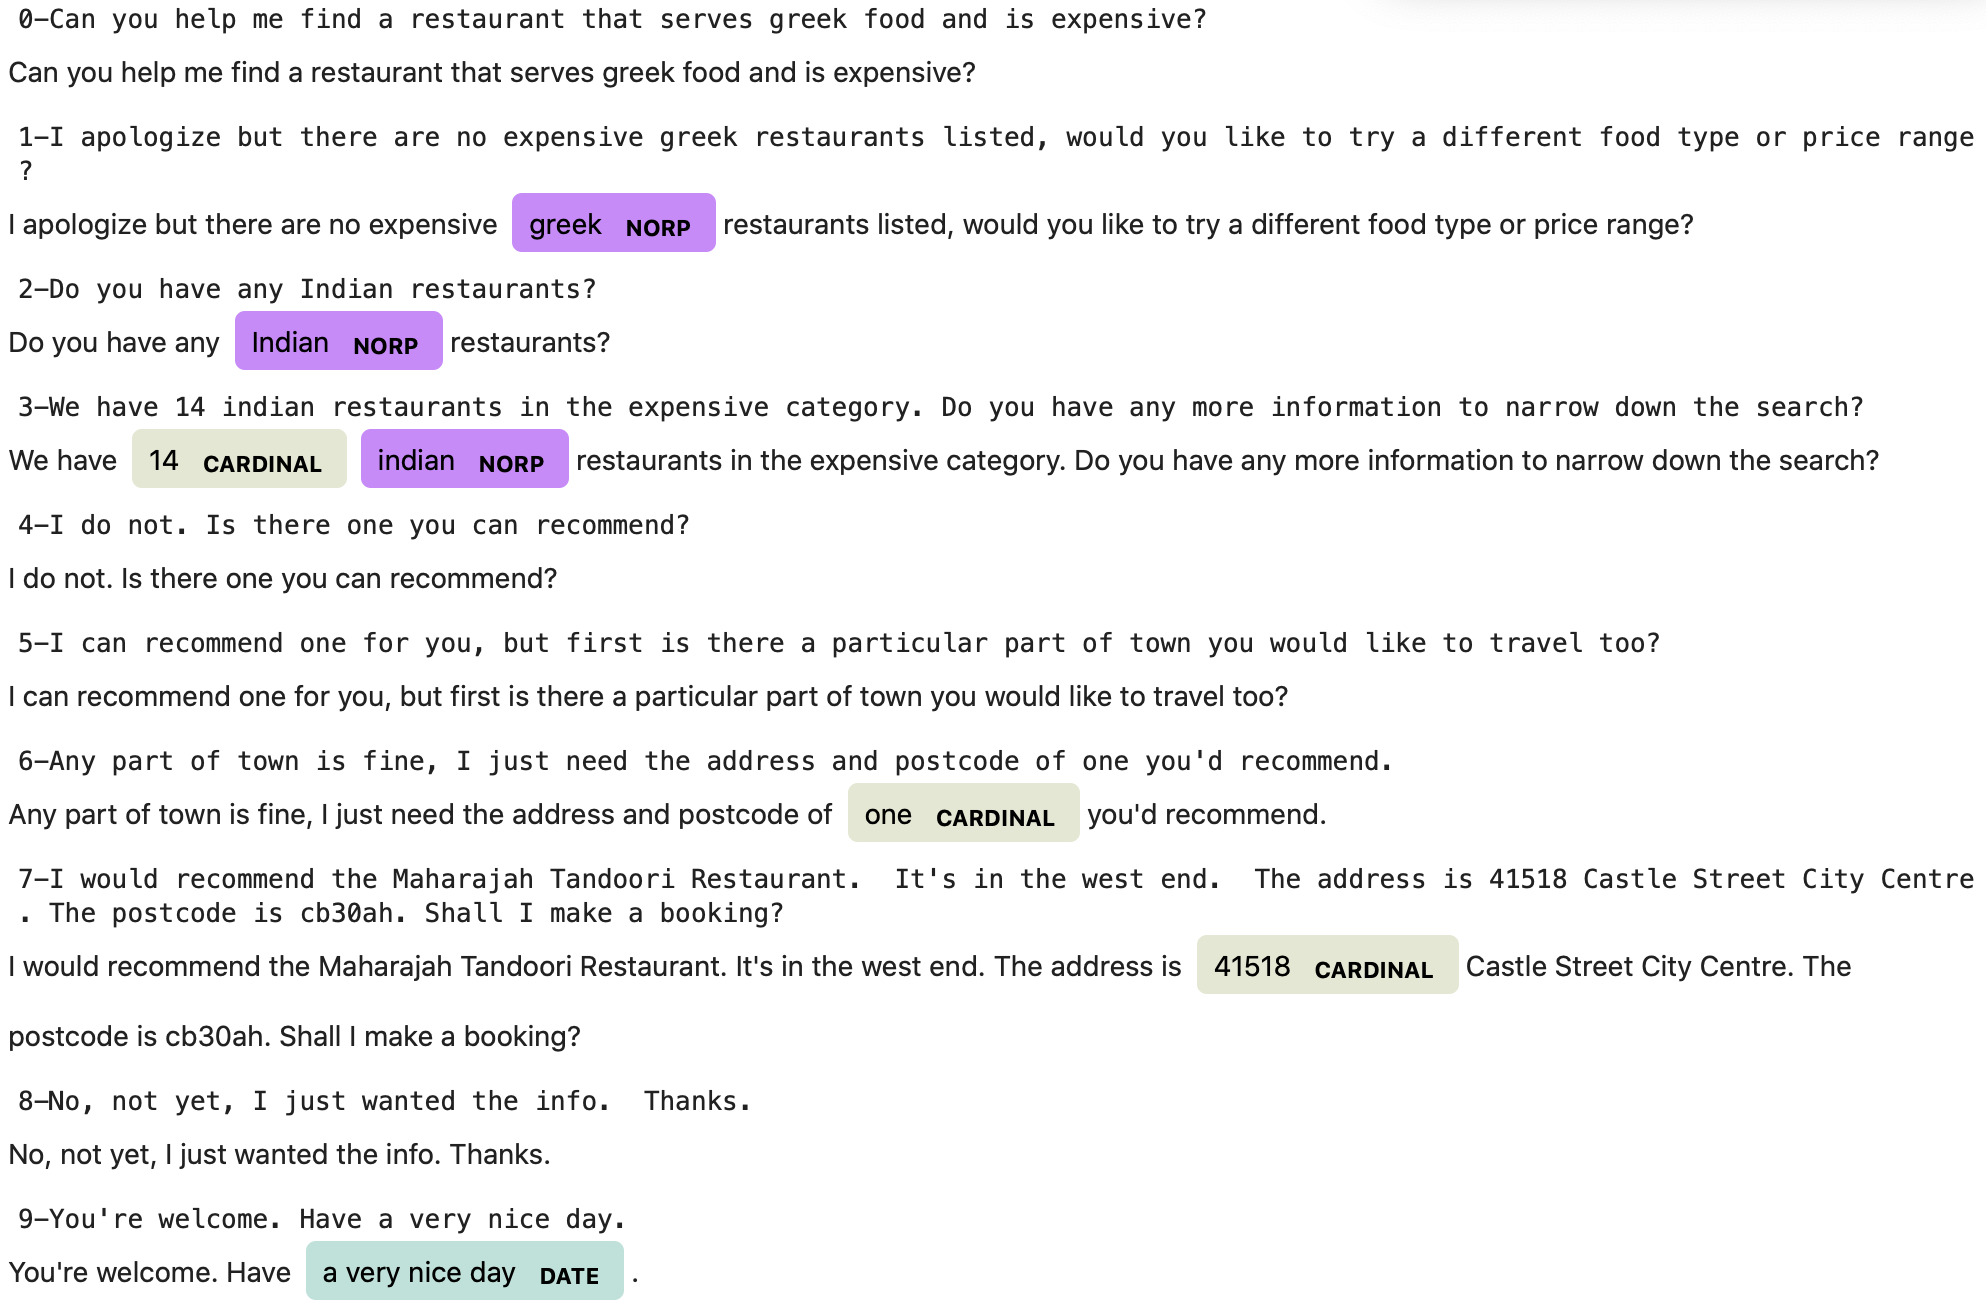 0-Can you help me find a restaurant that serves greek food and is expensive?
Can you help me find a restaurant that serves greek food and is expensive?
1-I apologize but there are no expensive greek restaurants listed, would you like to try a different food type or price range
?
I apologize but there are no expensive greek NORP restaurants listed, would you like to try a different food type or price range?
2-Do you have any Indian restaurants?
Do you have any Indian NORP restaurants?
3-We have 14 indian restaurants in the expensive category. Do you have any more information to narrow down the search?
We have 14 CARDINAL indian NORP restaurants in the expensive category. Do you have any more information to narrow down the search?
4-I do not. Is there one you can recommend?
I do not. Is there one you can recommend?
5-I can recommend one for you, but first is there a particular part of town you would like to travel too?
I can recommend one for you, but first is there a particular part of town you would like to travel too?
6-Any part of town is fine, I just need the address and postcode of one you'd recommend.
Any part of town is fine, I just need the address and postcode of one CARDINAL you'd recommend.
7-I would recommend the Maharajah Tandoori Restaurant.  It's in the west end.  The address is 41518 Castle Street City Centre
. The postcode is cb30ah. Shall I make a booking?
I would recommend the Maharajah Tandoori Restaurant. It's in the west end. The address is 41518 CARDINAL Castle Street City Centre. The
postcode is cb30ah. Shall I make a booking?
8-No, not yet, I just wanted the info.  Thanks.
No, not yet, I just wanted the info. Thanks.
9-You're welcome. Have a very nice day.
You're welcome. Have a very nice day DATE .